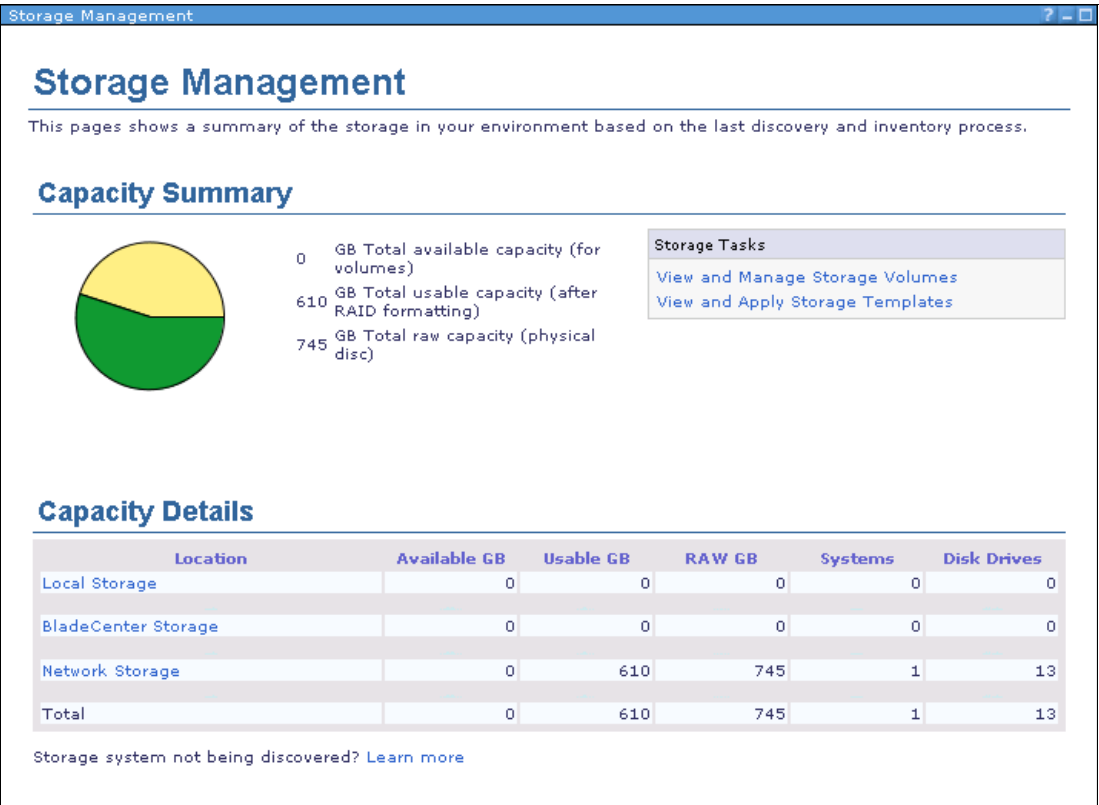 Storage Management
? 
Storage Management
This pages shows a summary of the storage in your environment based on the last discovery and inventory process.
Capacity Summary
0 GB Total available capacity (for
volumes)
610 GB Total usable capacity (after
RAID formatting)
745 GB Total raw capacity (physical
disc)
Storage Tasks
View and Manage Storage Volumes
View and Apply Storage Templates
Capacity Details
Location Available GB Usable GB RAW GB Systems Disk Drives
Local Storage 0 0 0 0 0
BladeCenter Storage 0 0 0 0 0
Network Storage 0 610 745 1 13
Total 0 610 745 1 13
Storage system not being discovered? Learn more